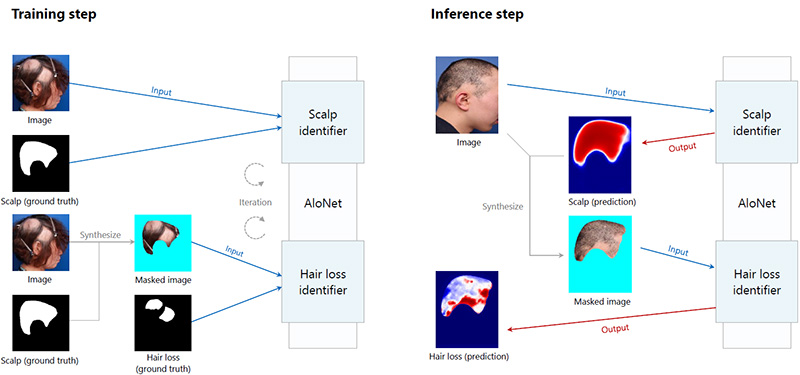 Training step
Image
Input
Scalp
identifier
Scalp (ground truth)
Iteration
AloNet
Synthesize
Image
Masked image
Input
Hair loss
identifier
Scalp (ground truth)
Hair loss
(ground truth)
Inference step
Image
Input
Scalp
identifier
Output
Scalp (prediction)
Synthesize
AloNet
Masked image
Input
Hair loss
identifier
Output
Hair loss (prediction)